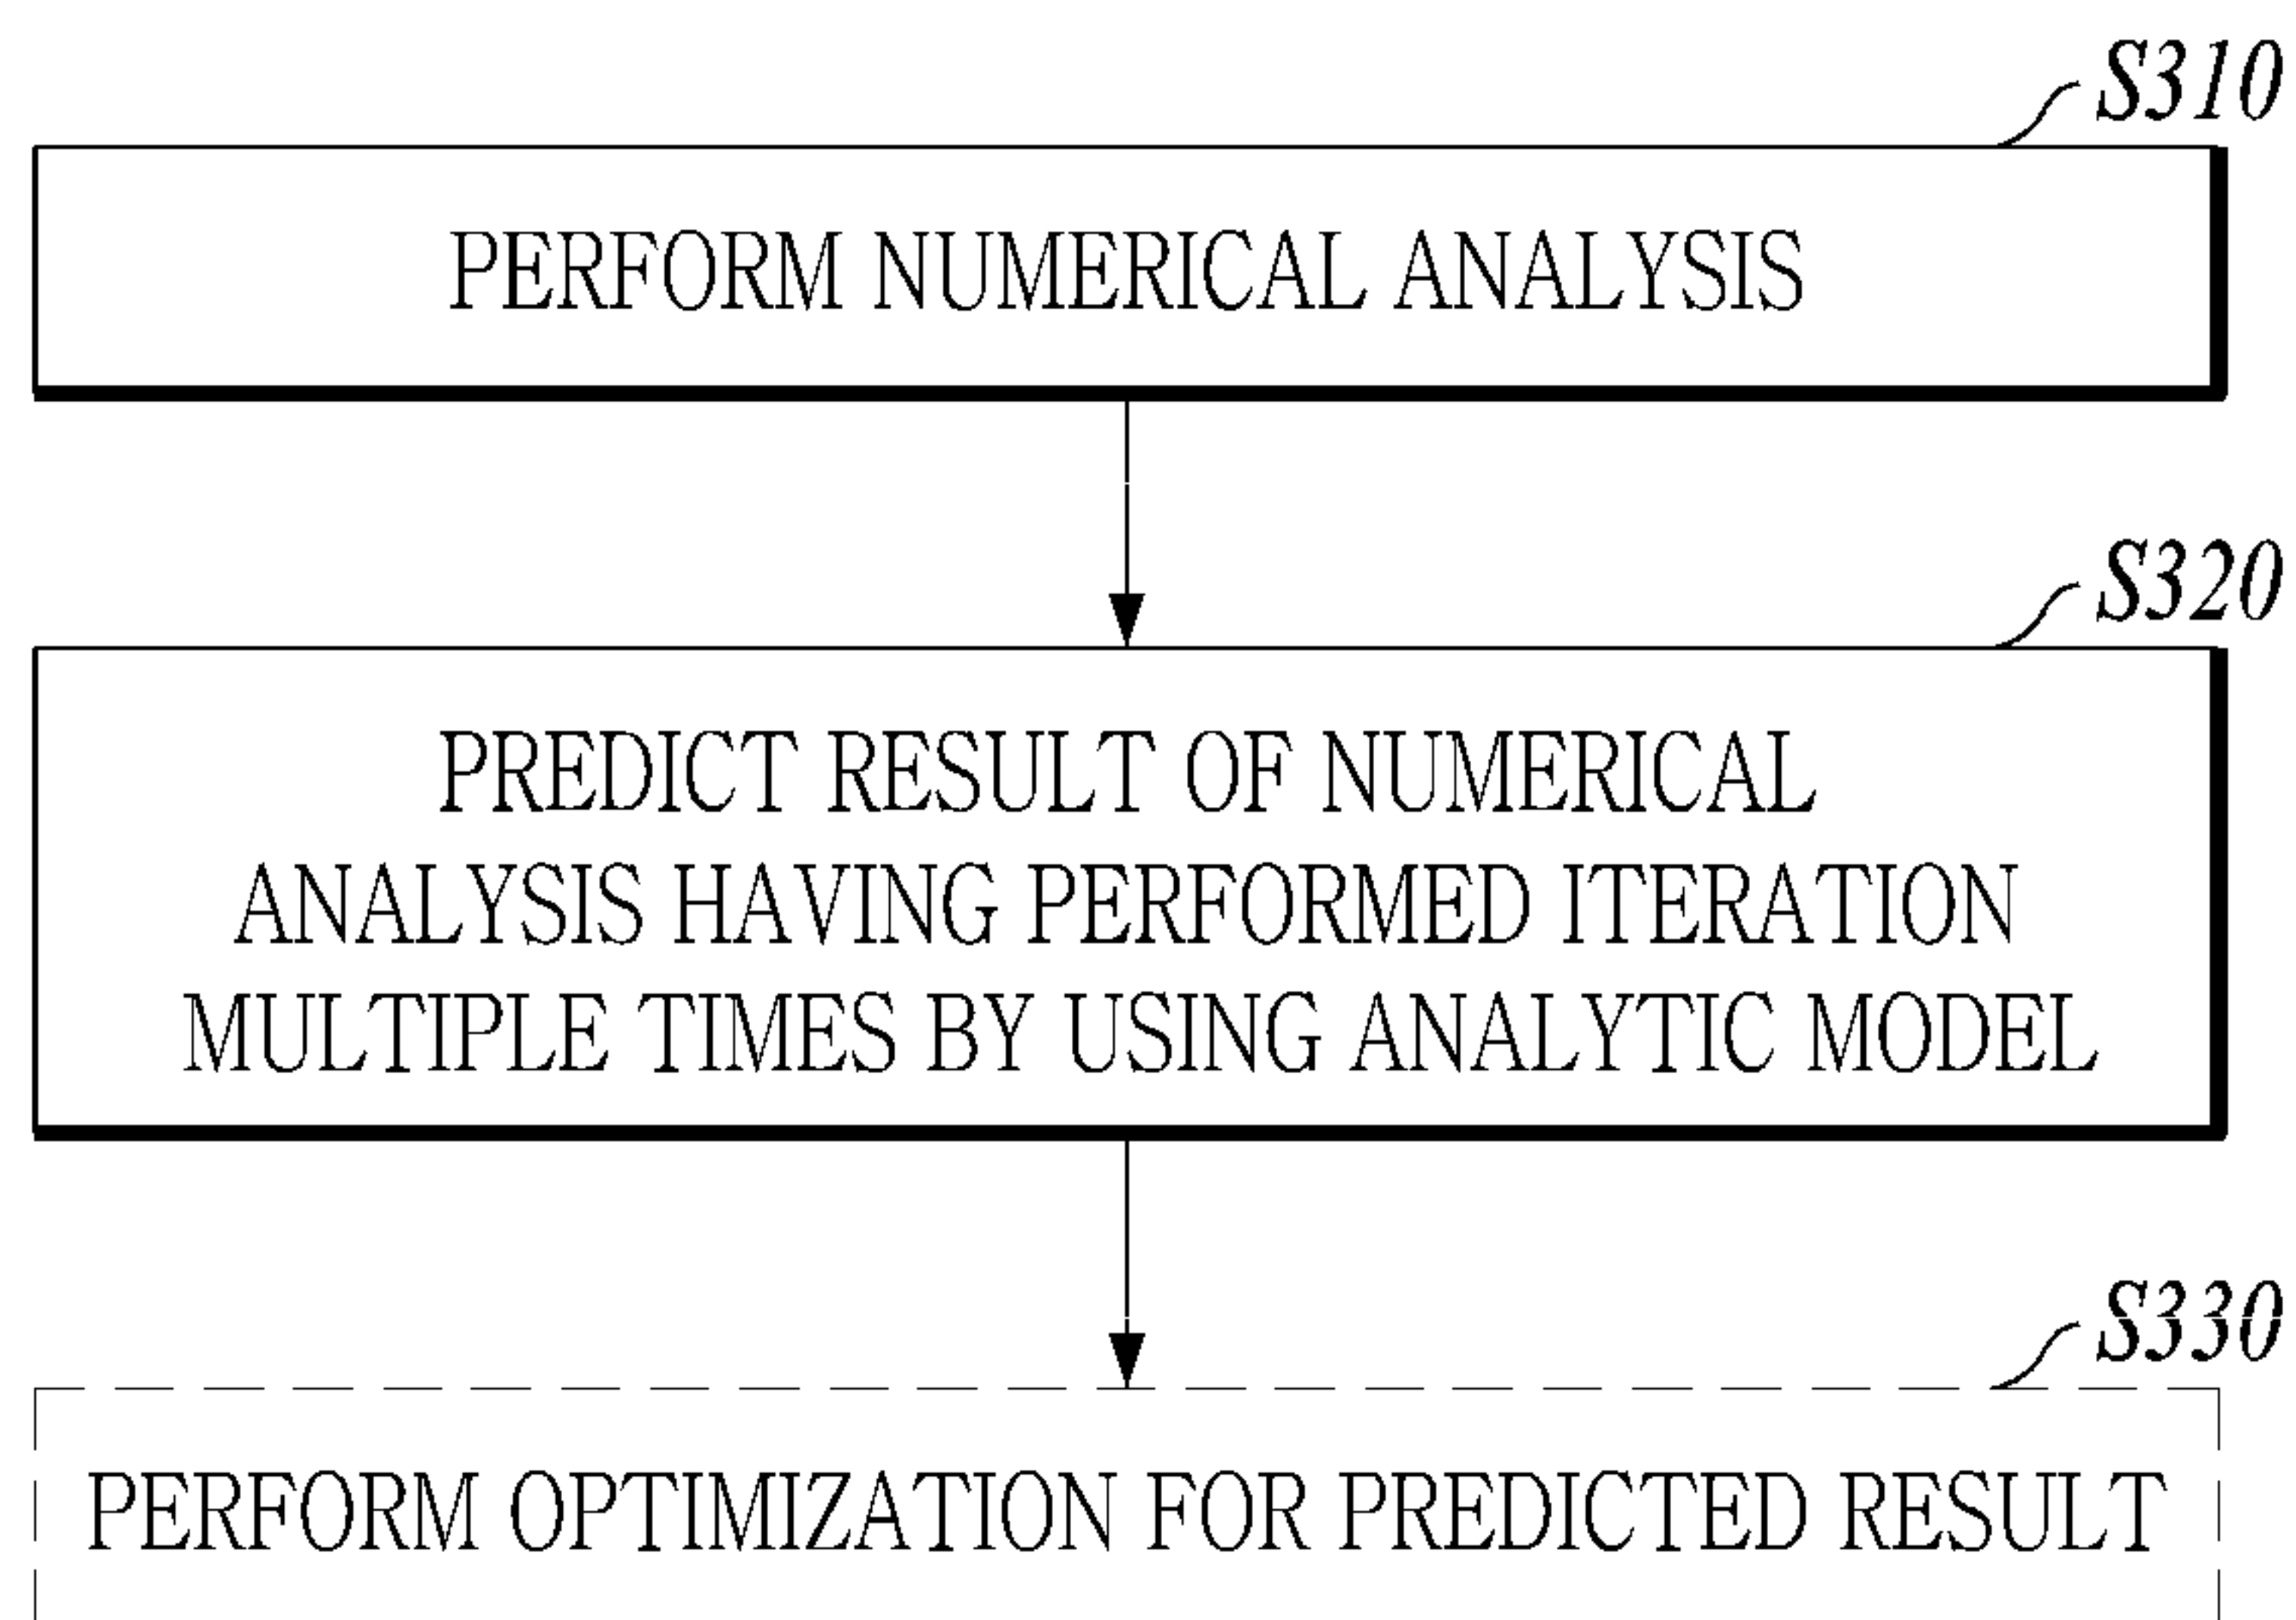 S310
PERFORM NUMERICAL ANALYSIS
S320
PREDICT RESULT OF NUMERICAL
ANALYSIS HAVING PERFORMED ITERATION
MULTIPLE TIMES BY USING ANALYTIC MODEL
S330
PERFORM OPTIMIZATION FOR PREDICTED RESULT